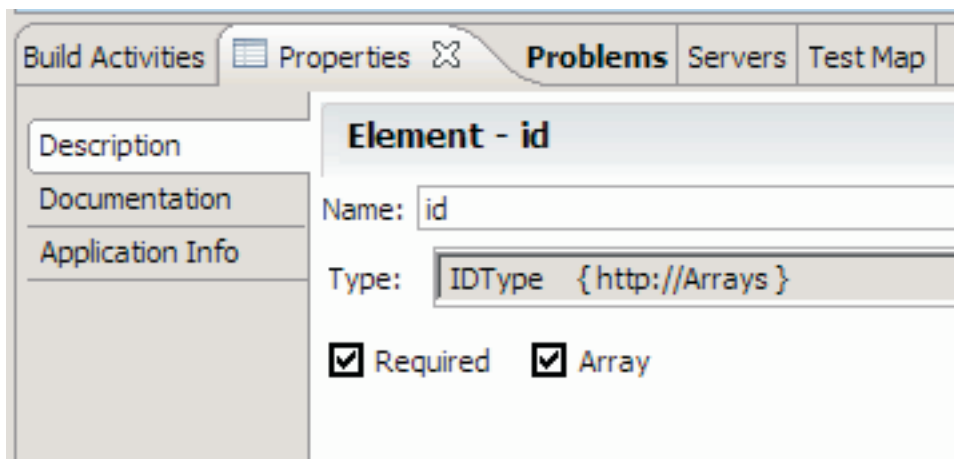 Build Activities Properties Problems Servers Test Map
Description
Documentation
Application Info
Element - id
Name: id
Type: IDType { http://Arrays }
Required Array